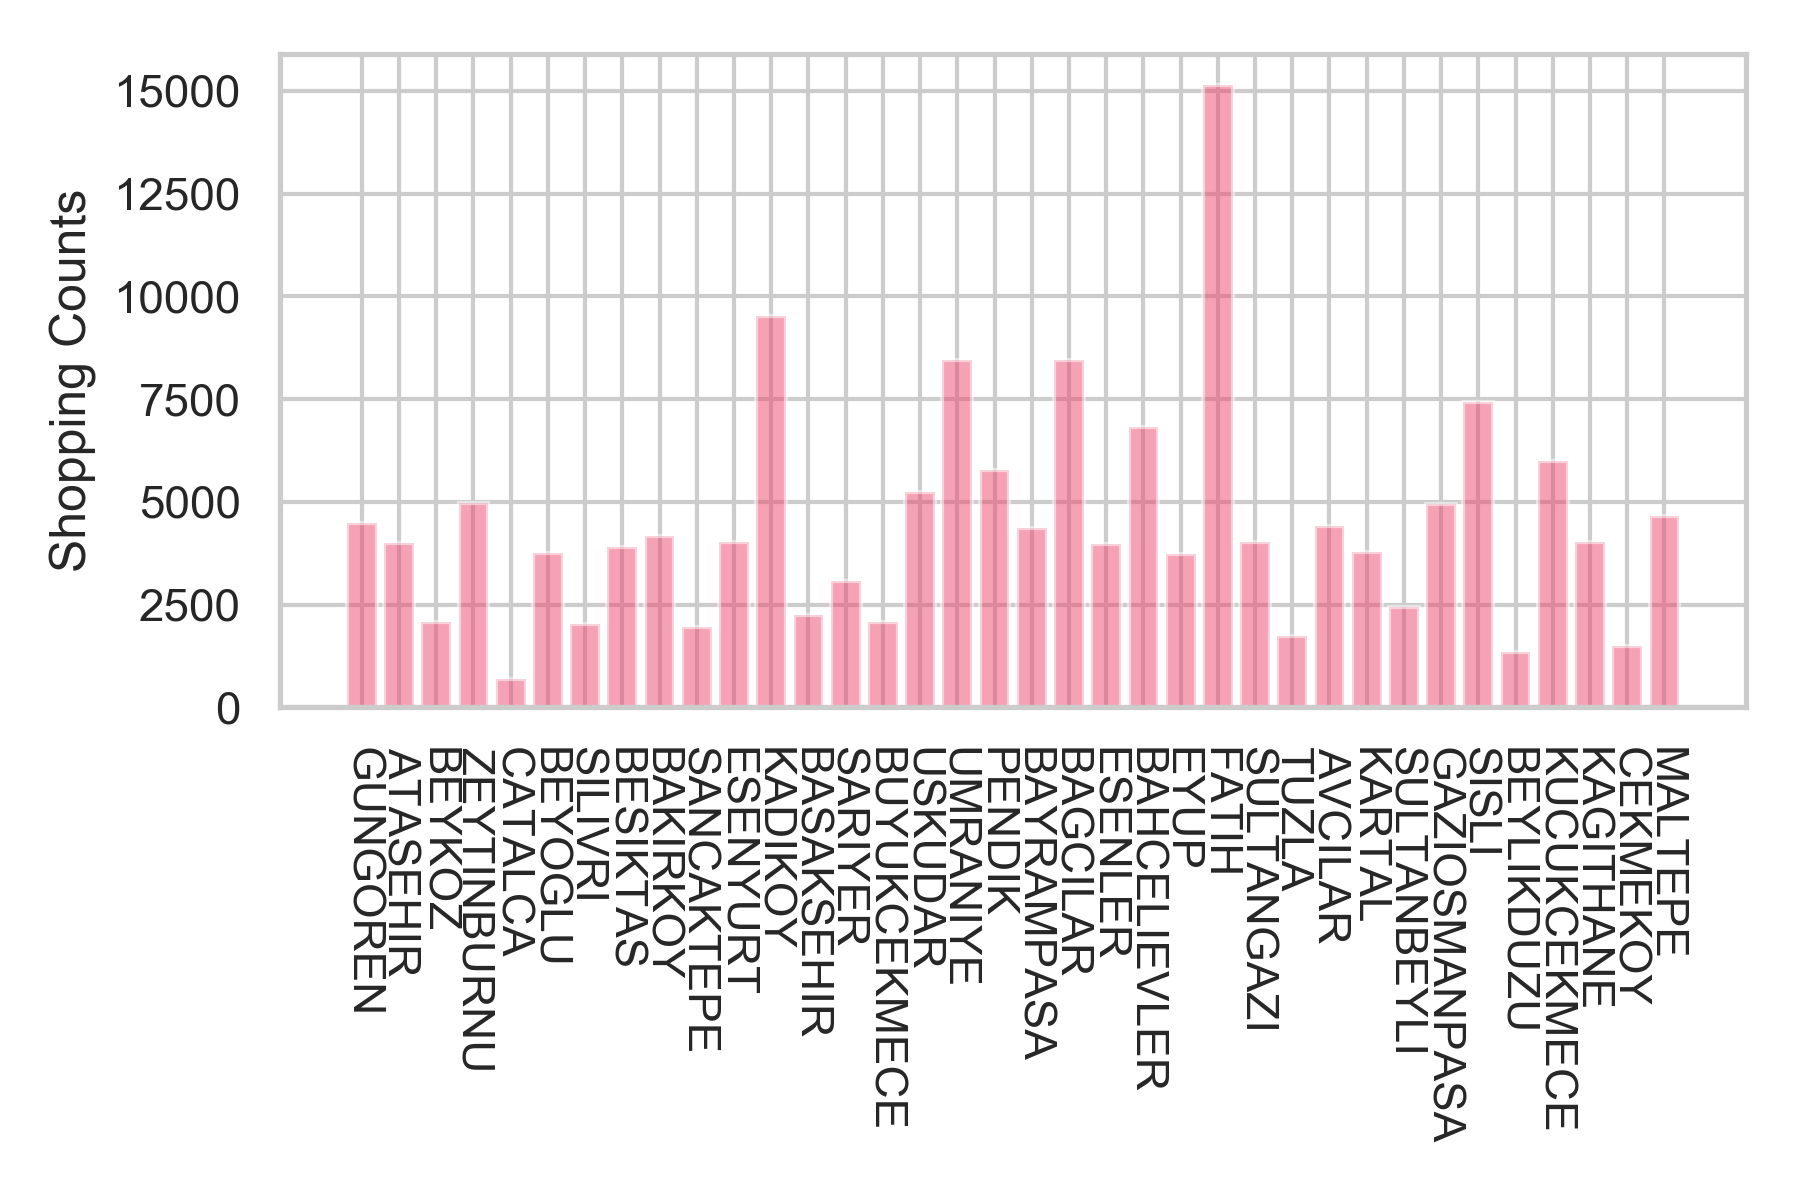 Shopping Counts
15000
12500
10000
7500
5000
2500
0
GUNGOREN
ATASEHIR
BEYKOZ
ZEYTINBURNU
CATALCA
BEYOGLU
SILIVRI
BESIKTAS
BAKIRKOY
SANCAKTEPE
ESENYURT
KADIKOY
BASAKSEHIR
SARIYER
BUYUKCEKMECE
USKUDAR
UMRANIYE
PENDIK
BAYRAMPASA
BAGCILAR
ESENLER
BAHCELIEVLER
EYUP
FATIH
SULTANGAZI
TUZLA
AVCILAR
KARTAL
SULTANBEYLI
GAZIOSMANPASA
SISLI
BEYLIKDUZU
KUCUKCEKMECE
KAGITHANE
CEKMEKOY
MALTEPE